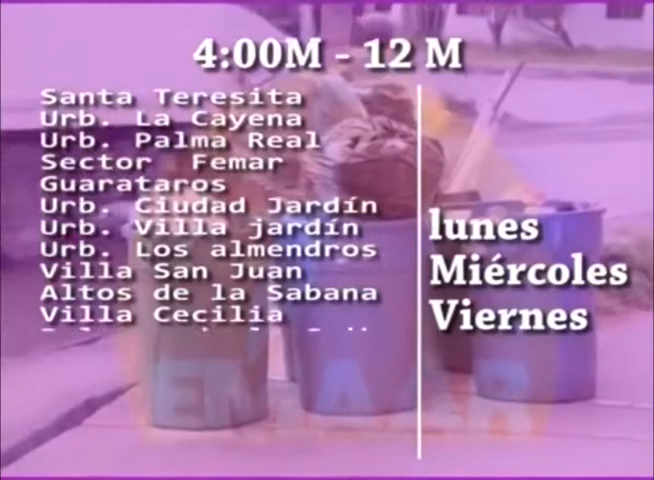 4:00M - 12 M
Santa Teresita
Urb. La Cayena
Urb. Palma Real
Sector Femar
Guarataros
Urb. Ciudad Jardín
Urb. Villa jardín
Urb. Los almendros
Villa San Juan
Altos de la Sabana
Villa Cecilia
lunes
Miércoles
Viernes